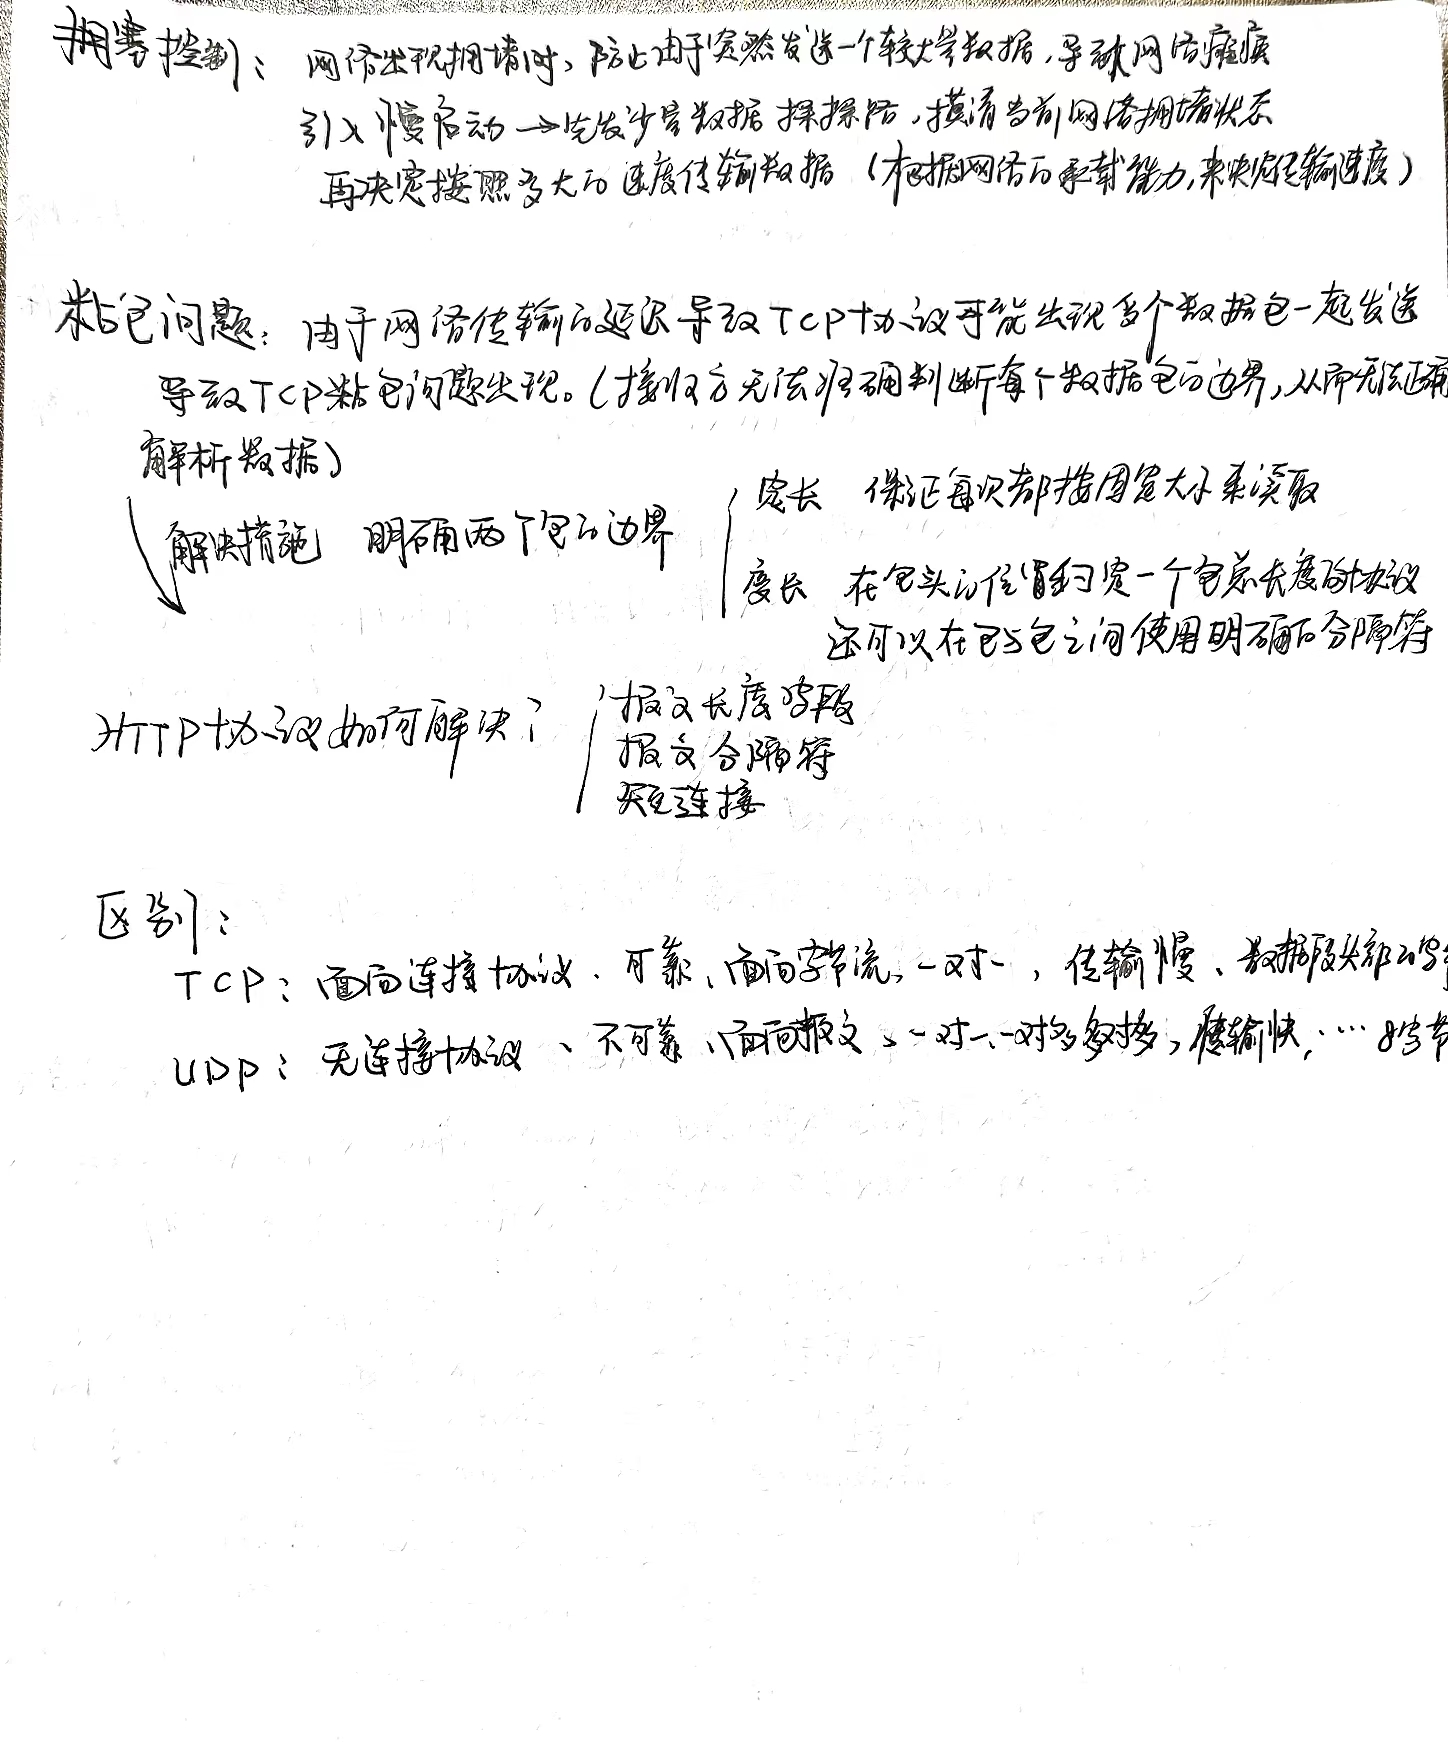 拥塞控制：网络出现拥堵时，防止由于突然发送一个较大量数据，导致网络瘫痪
引入慢启动→先发少量数据探探路，摸清当前网络拥堵状态
再决定按照多大的速度传输数据（根据网络的承载能力，来决定传输速度）
粘包问题：由于网络传输的延迟导致TCP协议可能出现多个数据包一起发送
导致TCP粘包问题出现。（接收方无法准确判断每个数据包的边界，从而无法正确
解析数据）
定长 保证每次都按固定大小来读取
解决措施 明确两个包的边界
变长 在包头的位置约定一个包总长度的协议
还可以在包与包之间使用明确的分隔符
HTTP协议如何解决？
报文长度字段
报文分隔符
短连接
区别：
TCP：面向连接协议、可靠、面向字节流、一对一，传输慢、数据段头部20字
UDP：无连接协议、不可靠、面向报文、一对一、一对多、多对多，传输快，… 8字节